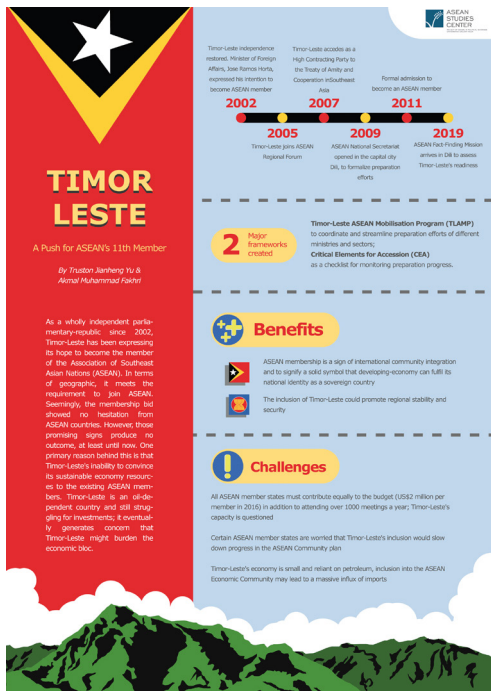 ASEAN
STUDIES
CENTER
TIMOR
LESTE
A Push for ASEAN's 11th Member
By Truston Jianheng Yu &
Akmal Muhammad Fakhri
As a wholly independent parlia-
mentary-republic since 2002,
Timor-Leste has been expressing
its hope to become the member
of the Association of Southeast
Asian Nations (ASEAN). In terms
of geographic, it meets the
requirement to join ASEAN.
Seemingly, the membership bid
showed no hesitation from
ASEAN countries. However, those
promising signs produce no
outcome, at least until now. One
primary reason behind this is that
Timor-Leste's inability to convince
its sustainable economy resourc-
es to the existing ASEAN mem-
bers. Timor-Leste is an oil-de-
pendent country and still strug-
gling for investments; it eventual-
ly generates concern that
Timor-Leste might burden the
economic bloc.
Timor-Leste independence
restored. Minister of Foreign
Affairs, Jose Ramos Horta,
expressed his intention to
become ASEAN member
2002
2005
Timor-Leste joins ASEAN
Regional Forum
Timor-Leste accedes as a
High Contracting Party to
the Treaty of Amity and
Cooperation inSoutheast
Asia
2007
2009
ASEAN National Secretariat
opened in the capital city
Dili, to formalize preparation
efforts
Formal admission to
become an ASEAN member
2011
2019
ASEAN Fact-Finding Mission
arrives in Dili to assess
Timor-Leste's readiness
2
Major
frameworks
created
Timor-Leste ASEAN Mobilisation Program (TLAMP)
to coordinate and streamline preparation efforts of different
ministries and sectors;
Critical Elements for Accession (CEA)
as a checklist for monitoring preparation progress.
Benefits
ASEAN membership is a sign of international community integration
and to signify a solid symbol that developing-economy can fulfil its
national identity as a sovereign country
The inclusion of Timor-Leste could promote regional stability and
security
Challenges
All ASEAN member states must contribute equally to the budget (US$2 million per
member in 2016) in addition to attending over 1000 meetings a year; Timor-Leste's
capacity is questioned
Certain ASEAN member states are worried that Timor-Leste's inclusion would slow
down progress in the ASEAN Community plan
Timor-Leste's economy is small and reliant on petroleum, inclusion into the ASEAN
Economic Community may lead to a massive influx of imports